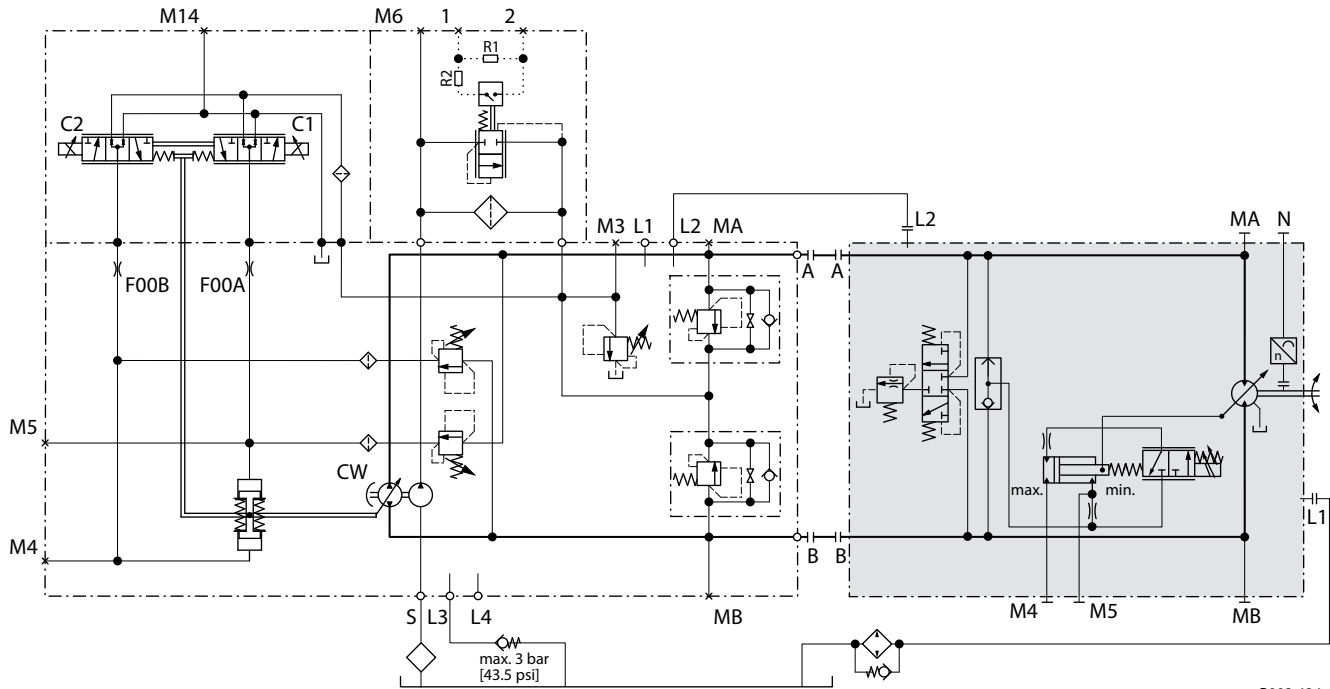 M14 M6 1 2
R1
R2
C2 C1
M3 L1 L2 MA L2 MA N
F00B F00A A A
n
M5
CW
max. min.
L1
M4
B B
S L3 L4 MB M4 M5 MB
max. 3 bar
[43.5 psi]